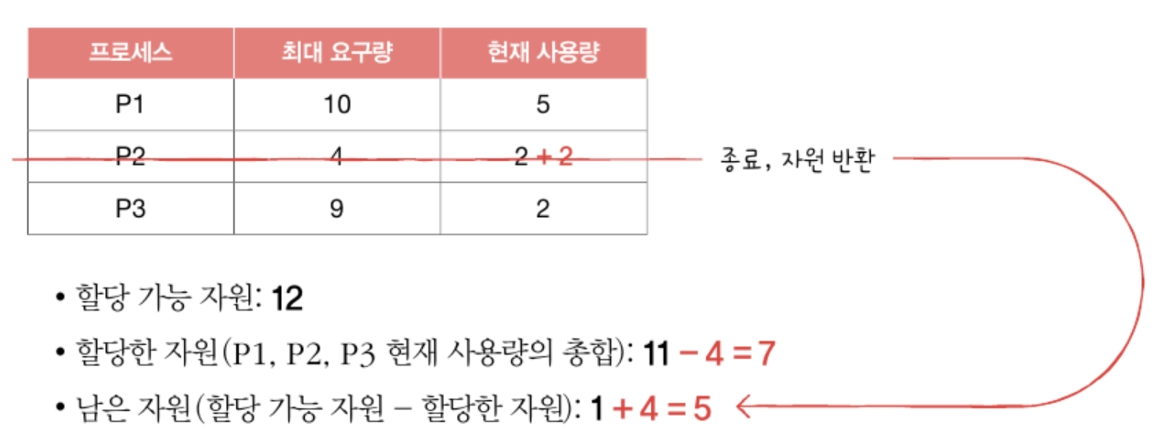 프로세스 최대 요구량 현재 사용량
P1 10 5
P2 4 2 + 2
종료, 자원 반환
P3 9 2
• 할당 가능 자원: 12
• 할당한 자원(P1, P2, P3 현재 사용량의 총합): 11 – 4 = 7
• 남은 자원(할당 가능 자원 – 할당한 자원): 1 + 4 = 5